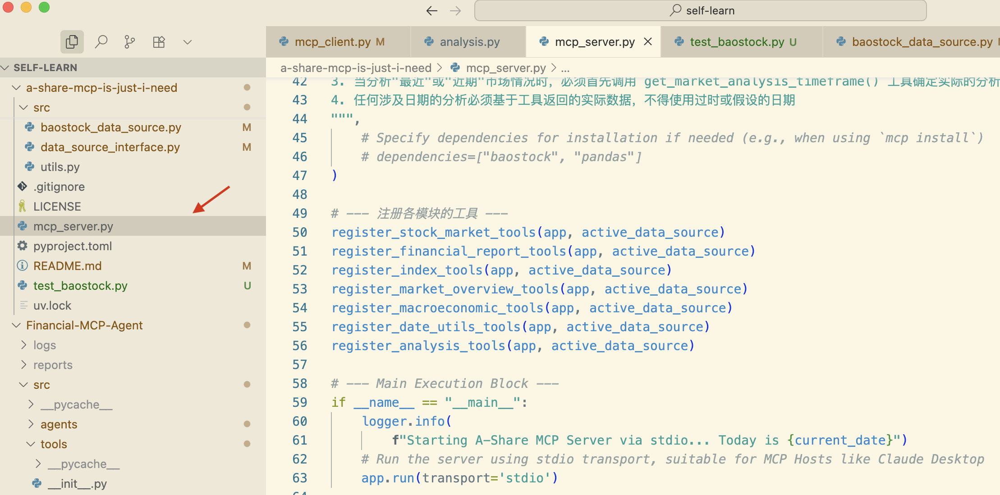 self-learn
mcp_client.py M
analysis.py
mcp_server.py
test_baostock.py U
baostock_data_source.py
SELF-LEARN
a-share-mcp-is-just-i-need
src
baostock_data_source.py M
data_source_interface.py M
utils.py
.gitignore
LICENSE
mcp_server.py
pyproject.toml
README.md M
test_baostock.py U
uv.lock
Financial-MCP-Agent
logs
reports
src
__pycache__
agents
tools
__pycache__
__init__.py
a-share-mcp-is-just-i-need > mcp_server.py > ...
42 3. 当分析"最近"或"近期"市场情况时，必须首先调用 get_market_analysis_timeframe() 工具确定实际的分析
43 4. 任何涉及日期的分析必须基于工具返回的实际数据，不得使用过时或假设的日期
44 """,
45 # Specify dependencies for installation if needed (e.g., when using `mcp install`)
46 # dependencies=["baostock", "pandas"]
47 )
48
49 # --- 注册各模块的工具 ---
50 register_stock_market_tools(app, active_data_source)
51 register_financial_report_tools(app, active_data_source)
52 register_index_tools(app, active_data_source)
53 register_market_overview_tools(app, active_data_source)
54 register_macroeconomic_tools(app, active_data_source)
55 register_date_utils_tools(app, active_data_source)
56 register_analysis_tools(app, active_data_source)
57
58 # --- Main Execution Block ---
59 if __name__ == "__main__":
60 logger.info(
61 f"Starting A-Share MCP Server via stdio... Today is {current_date}")
62 # Run the server using stdio transport, suitable for MCP Hosts like Claude Desktop
63 app.run(transport='stdio')